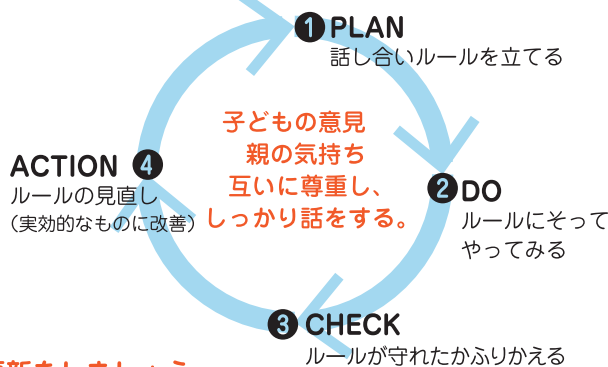 ❶ PLAN
話し合いルールを立てる
子どもの意見
親の気持ち
互いに尊重し、
しっかり話をする。
❷ DO
ルールにそって
やってみる
❸ CHECK
ルールが守れたかふりかえる
ACTION ❹
ルールの見直し
（実効的なものに改善）